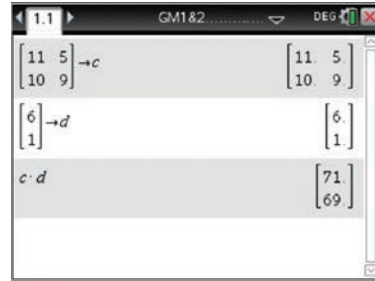 1.1 GM1&2 DEG
[11 5] →c [11. 5.]
[10 9] [10. 9.]
[6] →d [6.]
[1] [1.]
c·d [71.]
[69.]